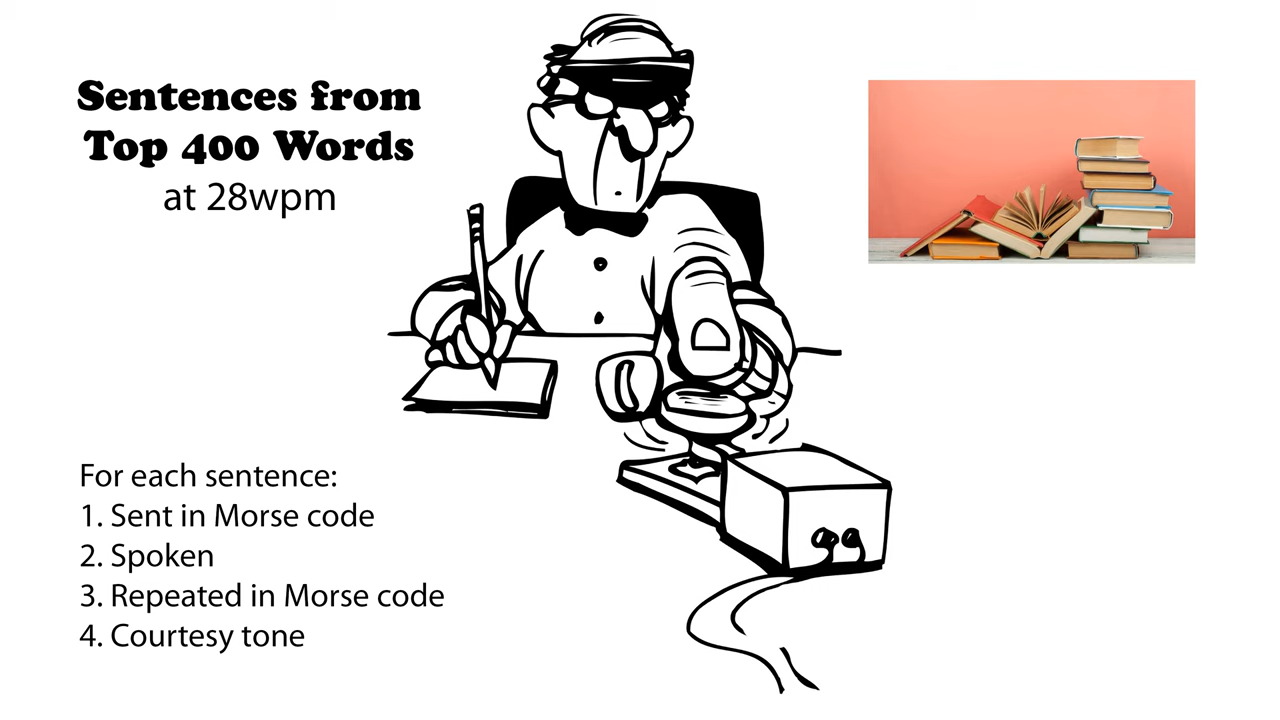 Sentences from
Top 400 Words
at 28wpm
For each sentence:
1. Sent in Morse code
2. Spoken
3. Repeated in Morse code
4. Courtesy tone